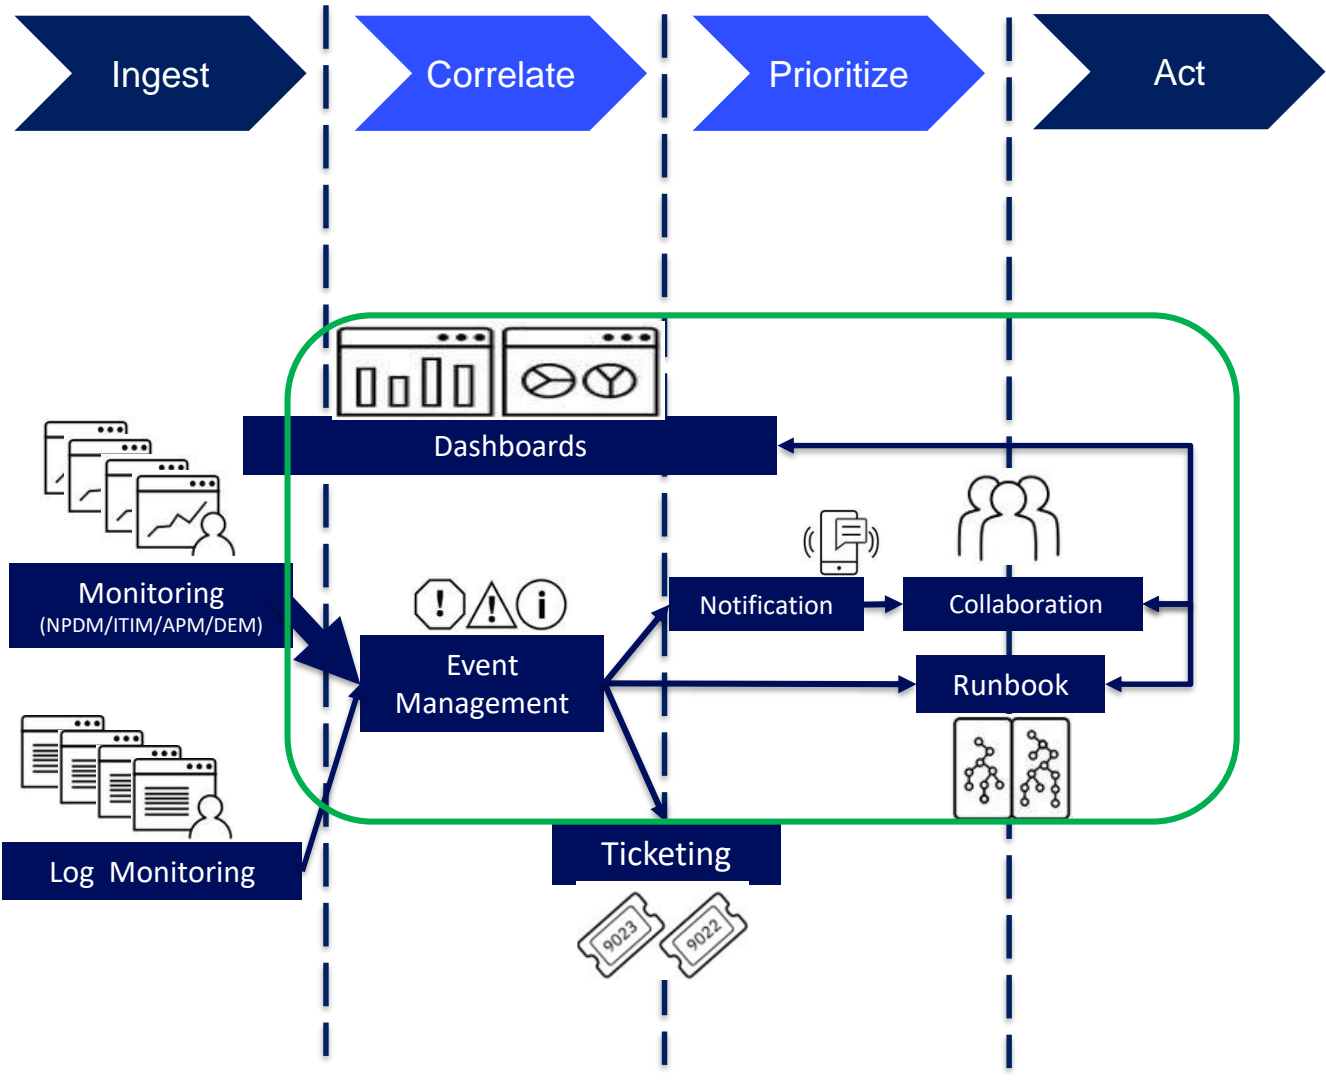 Ingest
Correlate
Prioritize
Act
Dashboards
Monitoring
(NPDM/ITIM/APM/DEM)
Notification
Collaboration
Event
Management
Runbook
Log Monitoring
Ticketing
9023
9022